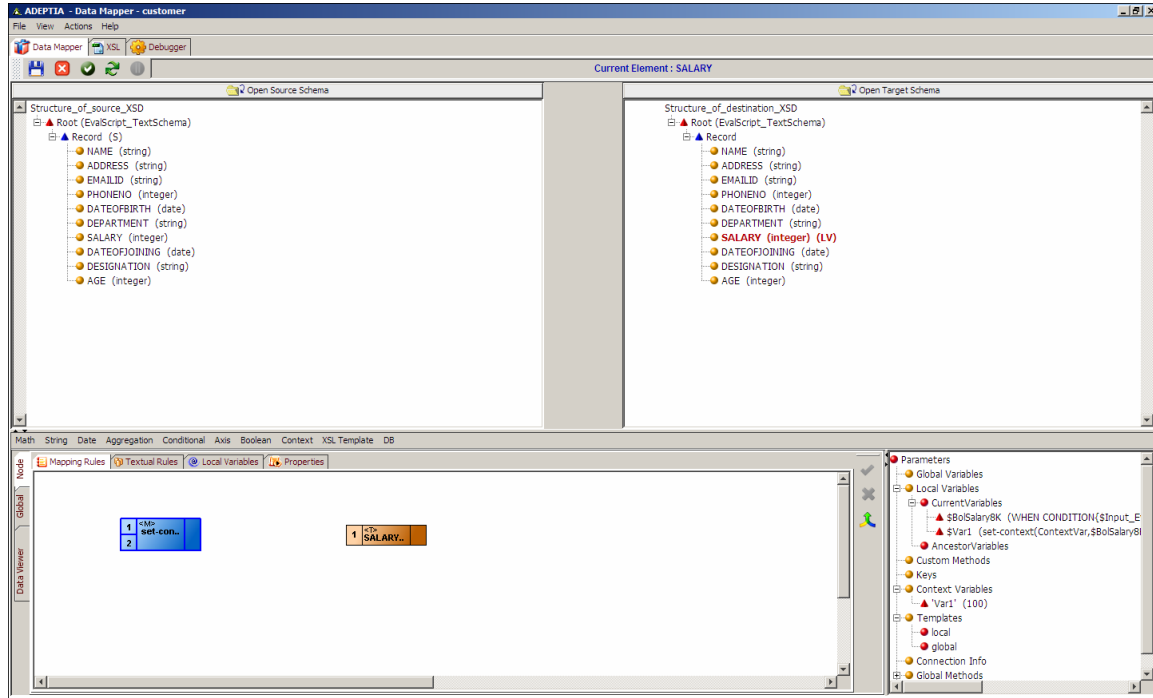 ADEPTIA - Data Mapper - customer
File View Actions Help
Data Mapper XSL Debugger
Current Element : SALARY
Open Source Schema
Open Target Schema
Structure_of_source_XSD
Root (EvalScript_TextSchema)
Record (S)
NAME (string)
ADDRESS (string)
EMAILID (string)
PHONENO (integer)
DATEOFBIRTH (date)
DEPARTMENT (string)
SALARY (integer)
DATEOFJOINING (date)
DESIGNATION (string)
AGE (integer)
Structure_of_destination_XSD
Root (EvalScript_TextSchema)
Record
NAME (string)
ADDRESS (string)
EMAILID (string)
PHONENO (integer)
DATEOFBIRTH (date)
DEPARTMENT (string)
SALARY (integer) (LV)
DATEOFJOINING (date)
DESIGNATION (string)
AGE (integer)
Math String Date Aggregation Conditional Axis Boolean Context XSL Template DB
Node
Global
Data Viewer
Mapping Rules Textual Rules Local Variables Properties
1 <M>
set-con..
2
1 <T>
SALARY..
Parameters
Global Variables
Local Variables
CurrentVariables
$BolSalary8K (WHEN CONDITION{$Input_E
$Var1 (set-context(ContextVar,$BolSalary8
AncestorVariables
Custom Methods
Keys
Context Variables
'Var1' (100)
Templates
local
global
Connection Info
Global Methods